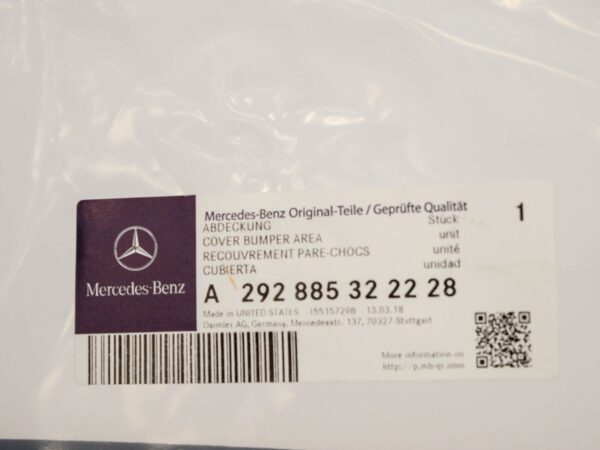 Mercedes-Benz Original-Teile / Geprüfte Qualität
ABDECKUNG Stück 1
COVER BUMPER AREA unit
RECOUVREMENT PARE-CHOCS unité
CUBIERTA unidad
Mercedes-Benz
A 292 885 32 22 28
Made in UNITED STATES 155157298 13.03.18
Daimler AG, Germany, Mercedesstr. 137, 70327 Stuttgart
More information on
http://p.mb-qr.com